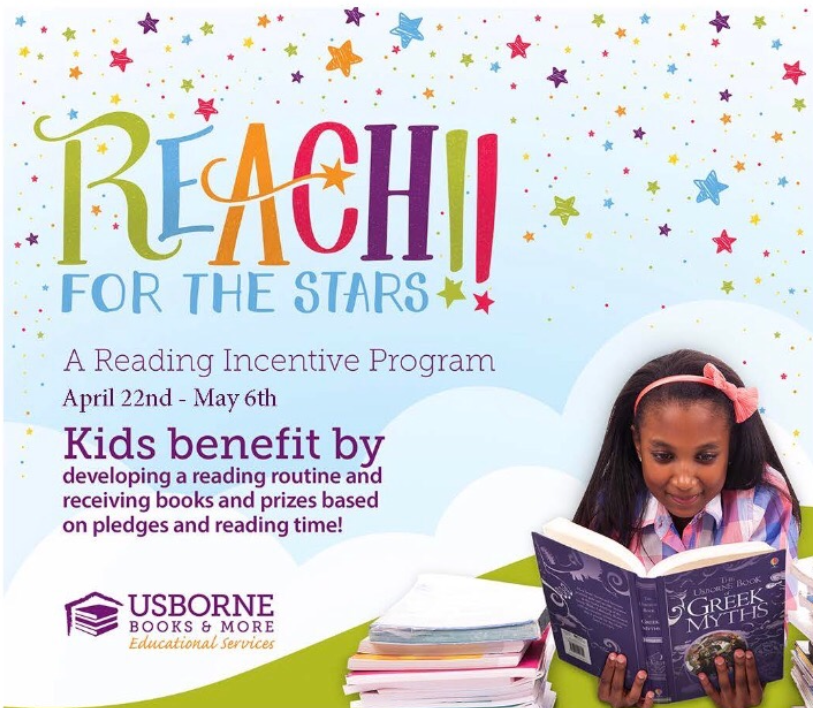 REACH!!
FOR THE STARS
A Reading Incentive Program
April 22nd - May 6th
Kids benefit by
developing a reading routine and
receiving books and prizes based
on pledges and reading time!
USBORNE
BOOKS & MORE
Educational Services
THE
USBORNE BOOK
OF
GREEK
MYTHS